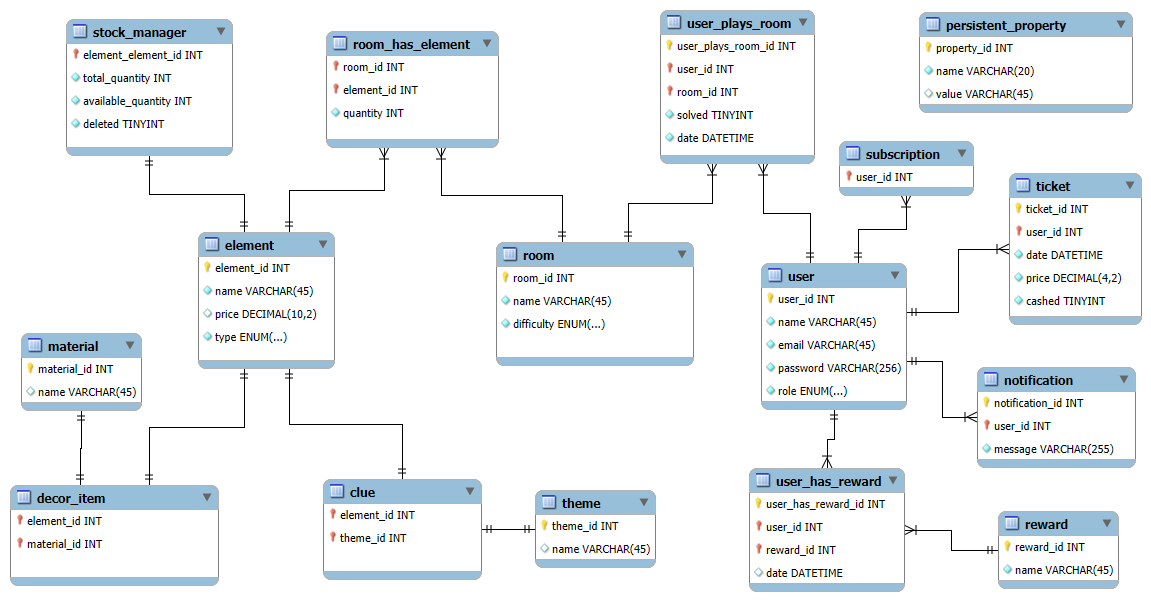 stock_manager
element_element_id INT
total_quantity INT
available_quantity INT
deleted TINYINT
room_has_element
room_id INT
element_id INT
quantity INT
user_plays_room
user_plays_room_id INT
user_id INT
room_id INT
solved TINYINT
date DATETIME
persistent_property
property_id INT
name VARCHAR(20)
value VARCHAR(45)
subscription
user_id INT
ticket
ticket_id INT
user_id INT
date DATETIME
price DECIMAL(4,2)
cashed TINYINT
element
element_id INT
name VARCHAR(45)
price DECIMAL(10,2)
type ENUM(...)
room
room_id INT
name VARCHAR(45)
difficulty ENUM(...)
user
user_id INT
name VARCHAR(45)
email VARCHAR(45)
password VARCHAR(256)
role ENUM(...)
material
material_id INT
name VARCHAR(45)
notification
notification_id INT
user_id INT
message VARCHAR(255)
decor_item
element_id INT
material_id INT
clue
element_id INT
theme_id INT
theme
theme_id INT
name VARCHAR(45)
user_has_reward
user_has_reward_id INT
user_id INT
reward_id INT
date DATETIME
reward
reward_id INT
name VARCHAR(45)